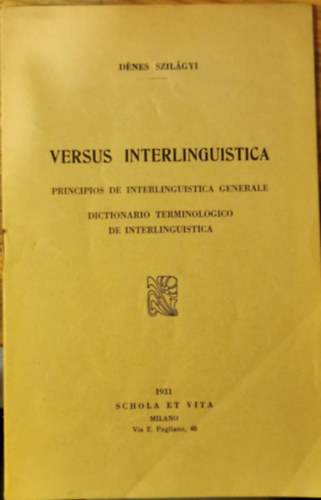 DÉNES SZILÁGYI
VERSUS INTERLINGUISTICA
PRINCIPIOS DE INTERLINGUISTICA GENERALE
DICTIONARIO TERMINOLOGICO
DE INTERLINGUISTICA
1931
SCHOLA ET VITA
MILANO
Via E. Pagliano, 46